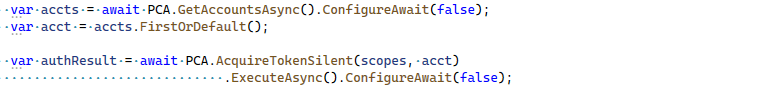 var accts = await PCA.GetAccountsAsync().ConfigureAwait(false);
var acct = accts.FirstOrDefault();
var authResult = await PCA.AcquireTokenSilent(scopes, acct)
.ExecuteAsync().ConfigureAwait(false);